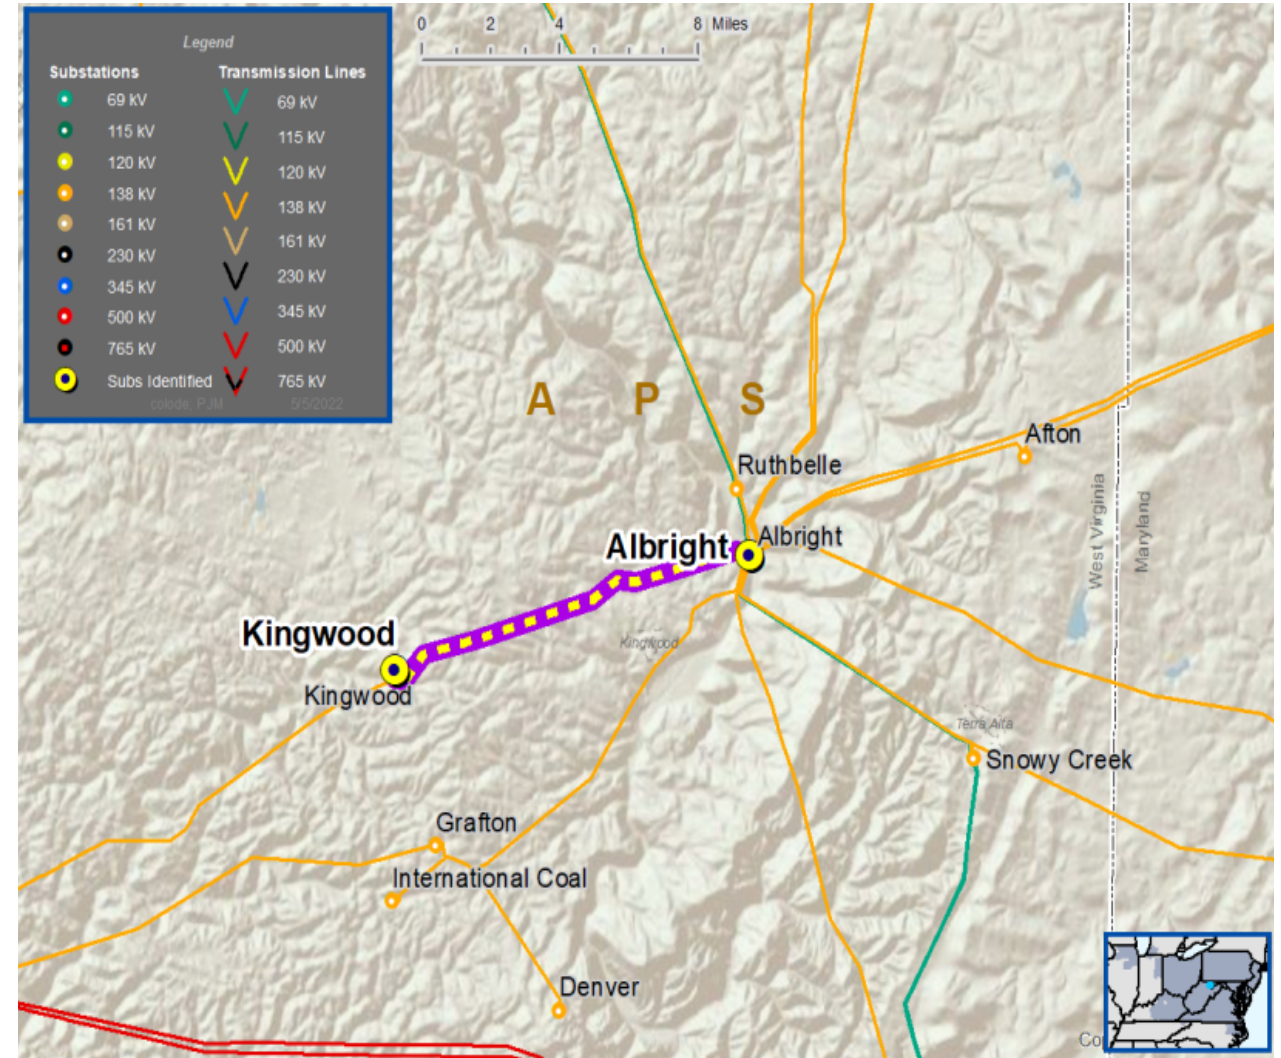 0 2 4 8 Miles
Legend
Substations Transmission Lines
69 kV 69 kV
115 kV 115 kV
120 kV 120 kV
138 kV 138 kV
161 kV 161 kV
230 kV 230 kV
345 kV 345 kV
500 kV 500 kV
765 kV 765 kV
Subs Identified
colode, PJM 5/5/2022
A P S
Afton
Ruthbelle
West Virginia
Maryland
Albright
Albright
Kingwood
Kingwood
Kingwood
Terra Alta
Snowy Creek
Grafton
International Coal
Denver
Co